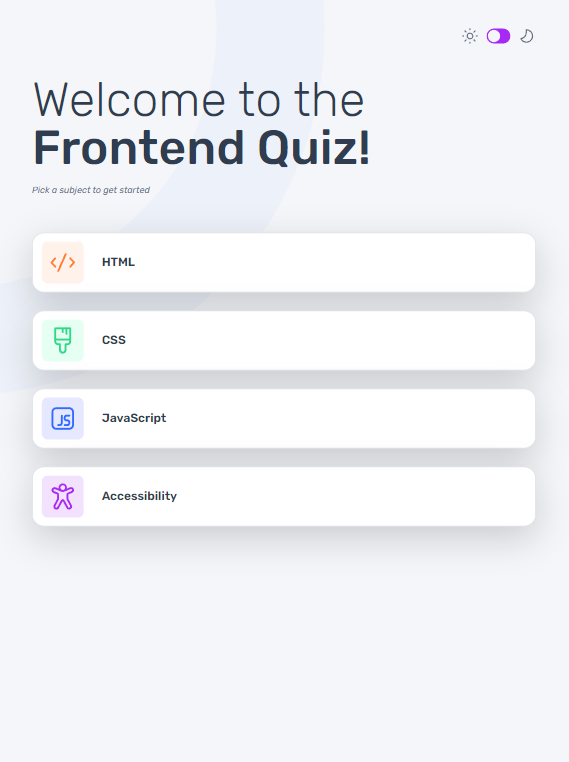 Welcome to the
Frontend Quiz!
Pick a subject to get started
HTML
CSS
JS
JavaScript
Accessibility